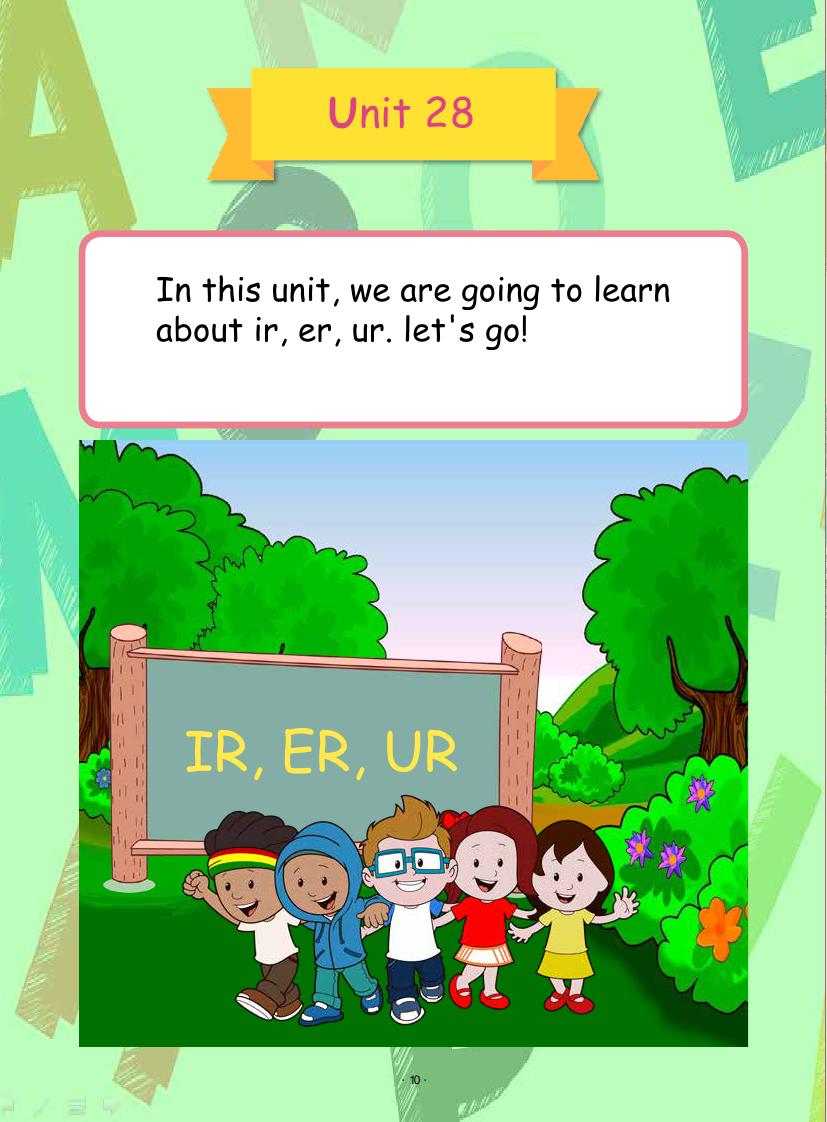 Unit 28
In this unit, we are going to learn
about ir, er, ur. let's go!
IR, ER, UR
· 10 ·